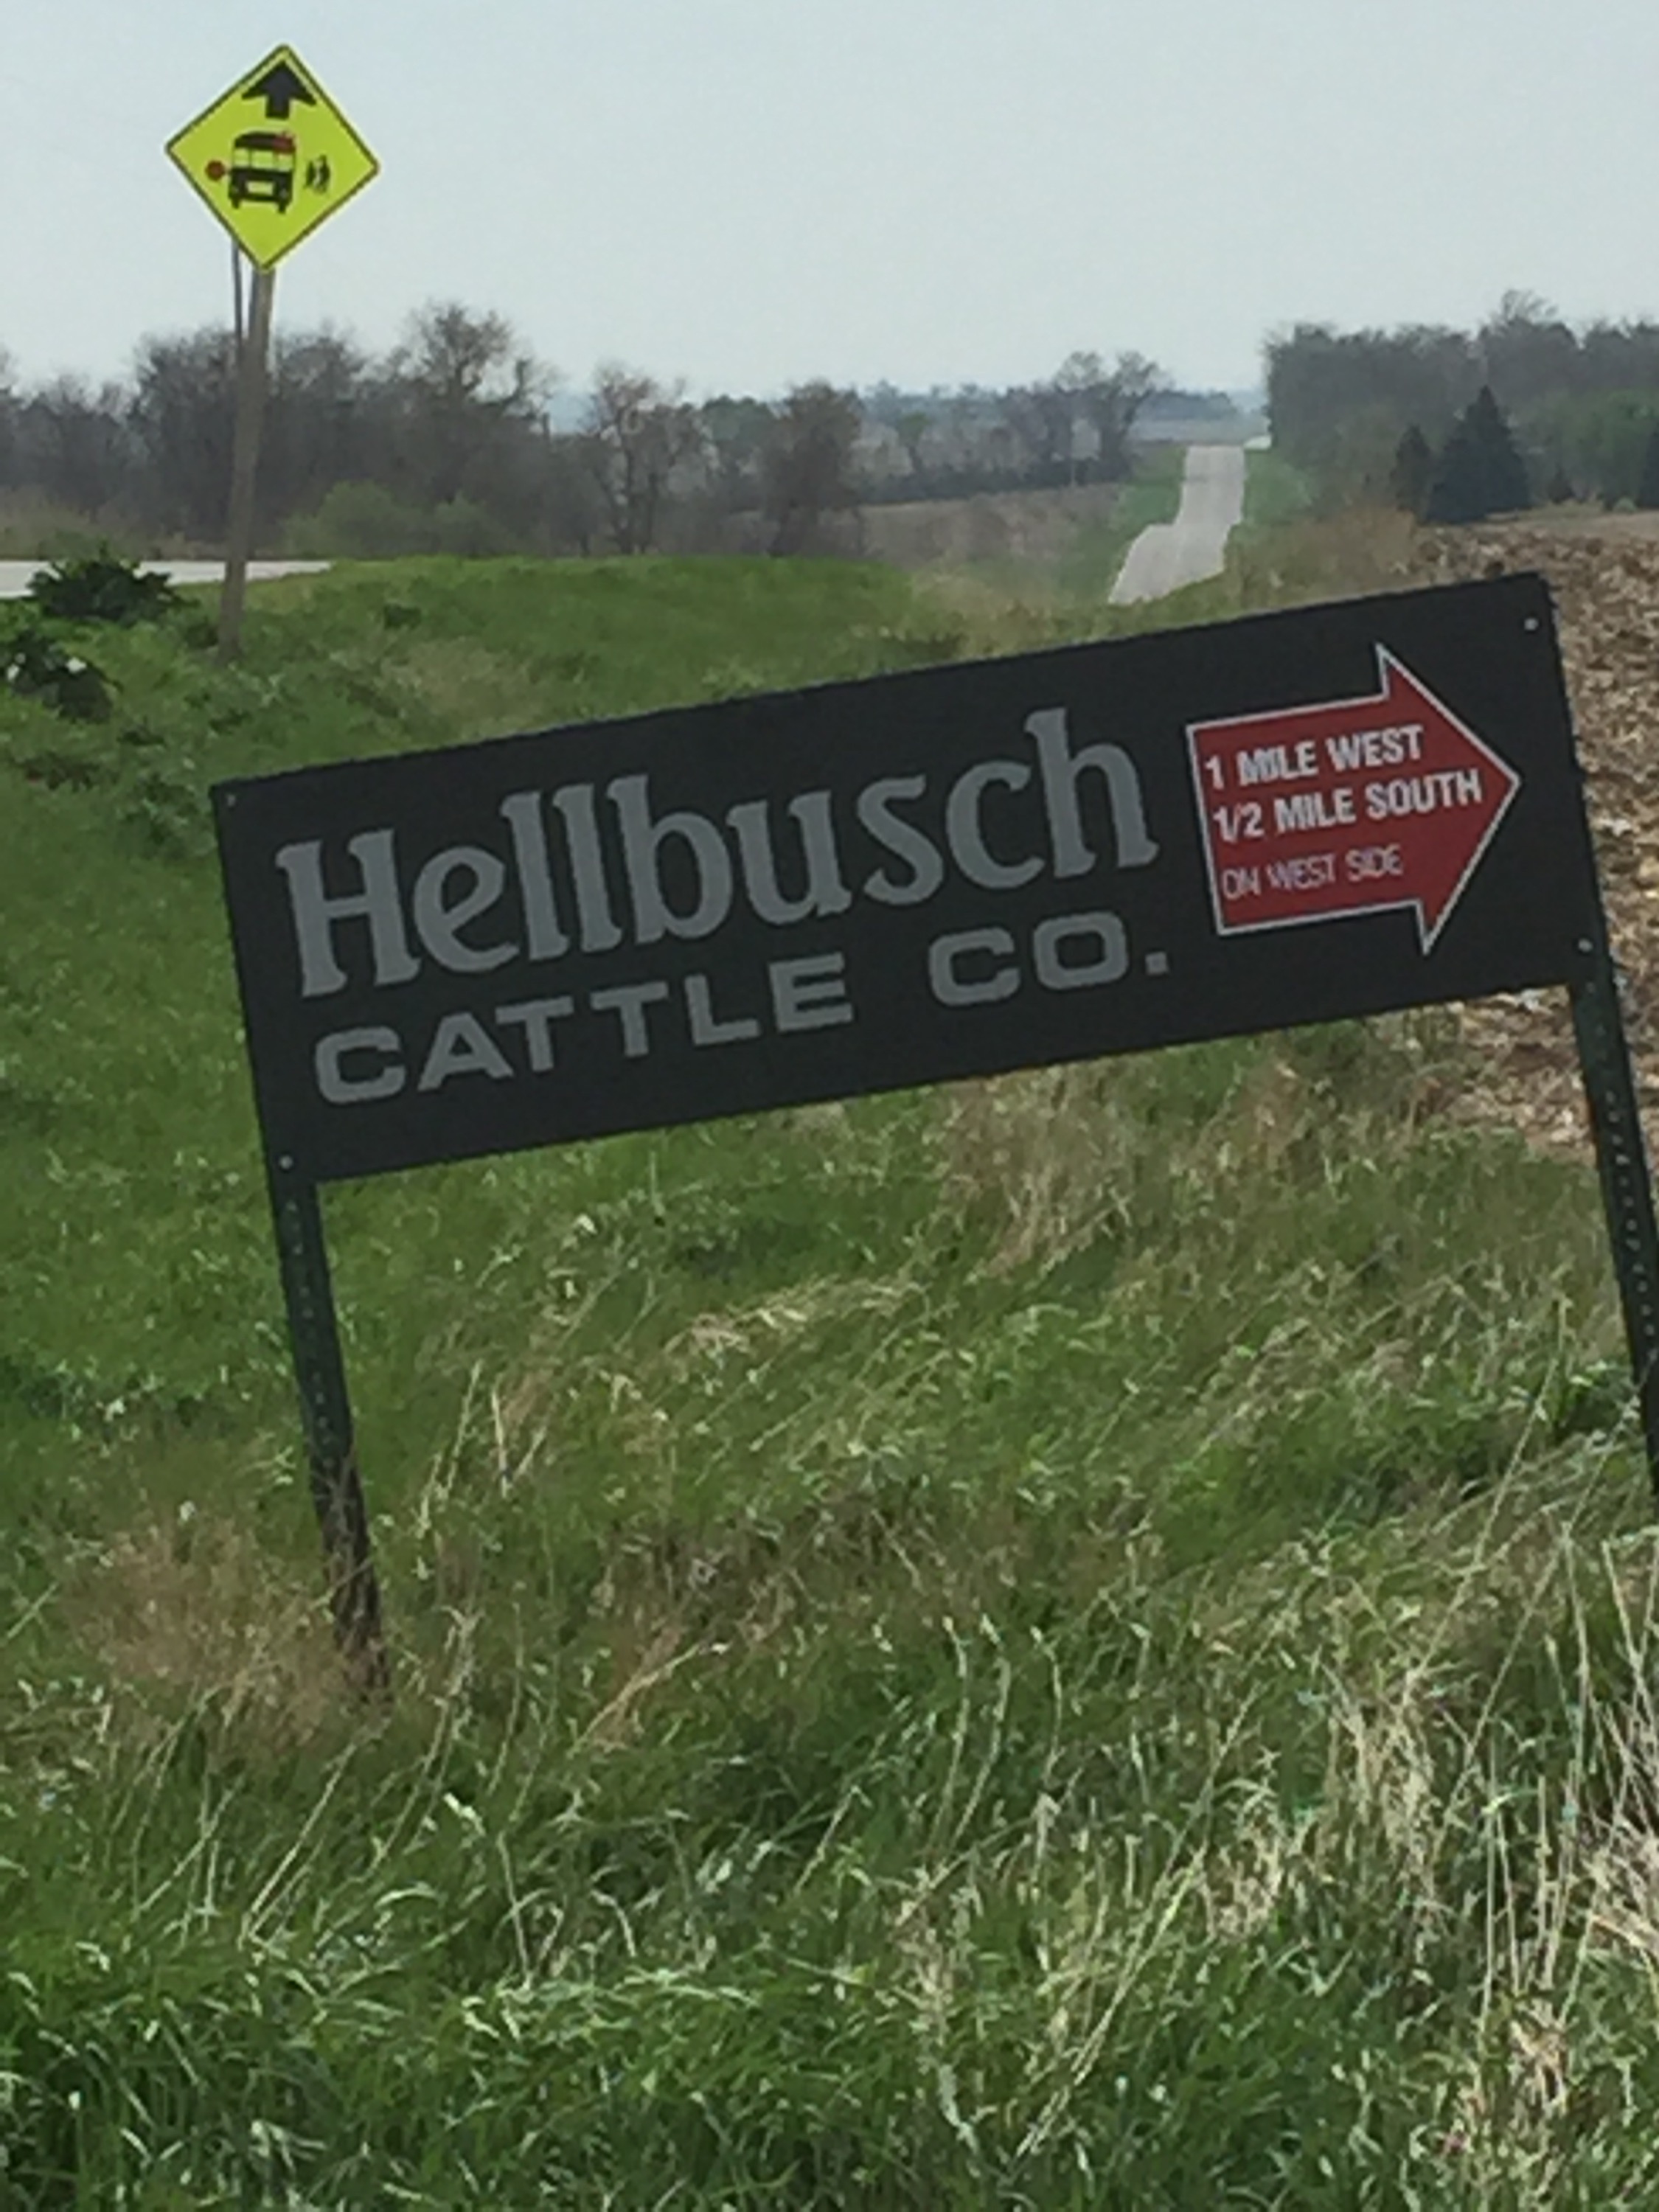 Hellbusch
CATTLE CO.
1 MILE WEST
1/2 MILE SOUTH
ON WEST SIDE